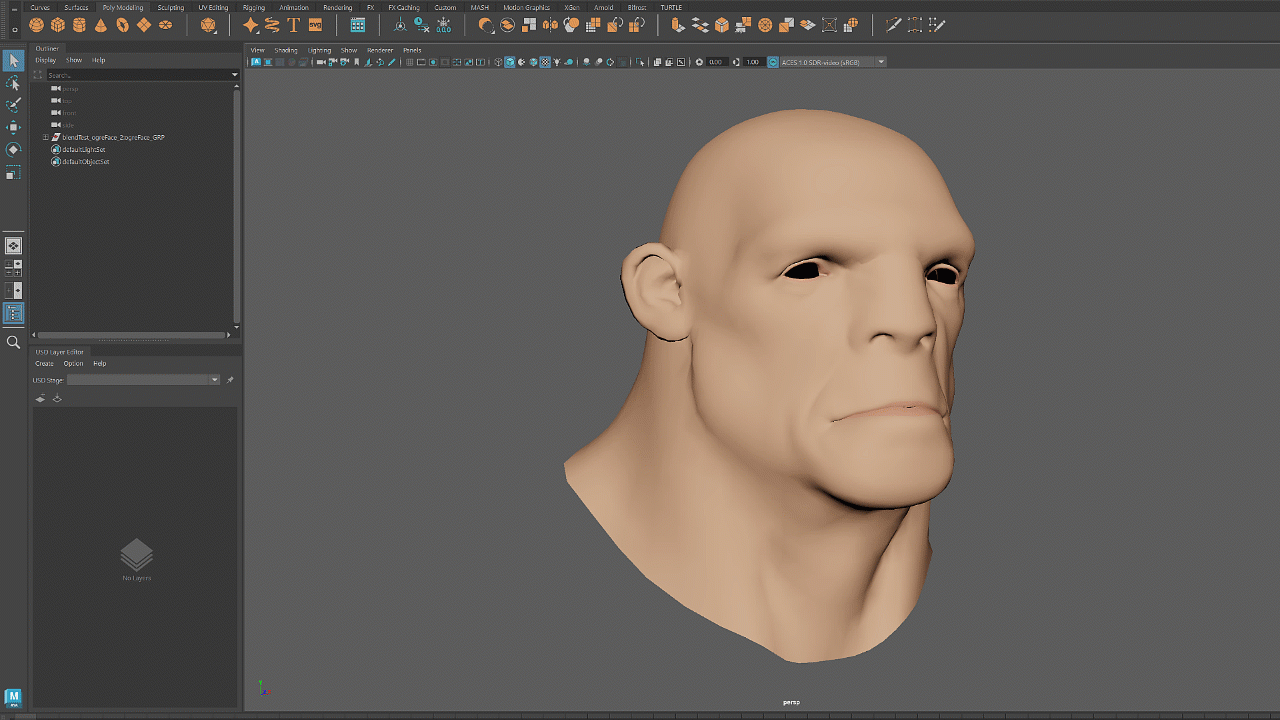 Curves Surfaces Poly Modeling Sculpting UV Editing Rigging Animation Rendering FX FX Caching Custom MASH Motion Graphics XGen Arnold Bifrost TURTLE
T SVG
Outliner
Display Show Help
Search...
persp
top
front
side
blendTest_ogreFace_2:ogreFace_GRP
defaultLightSet
defaultObjectSet
USD Layer Editor
Create Option Help
USD Stage:
No Layers
View Shading Lighting Show Renderer Panels
0.00 1.00 ACES 1.0 SDR-video (sRGB)
persp
M